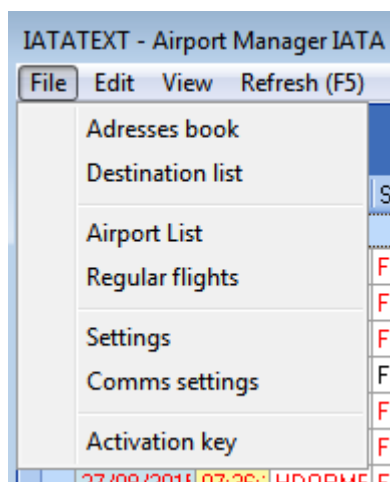 IATATEXT - Airport Manager IATA
File Edit View Refresh (F5)
Adresses book
Destination list
S
Airport List
Regular flights
F
F
Settings
F
Comms settings
F
F
Activation key
F